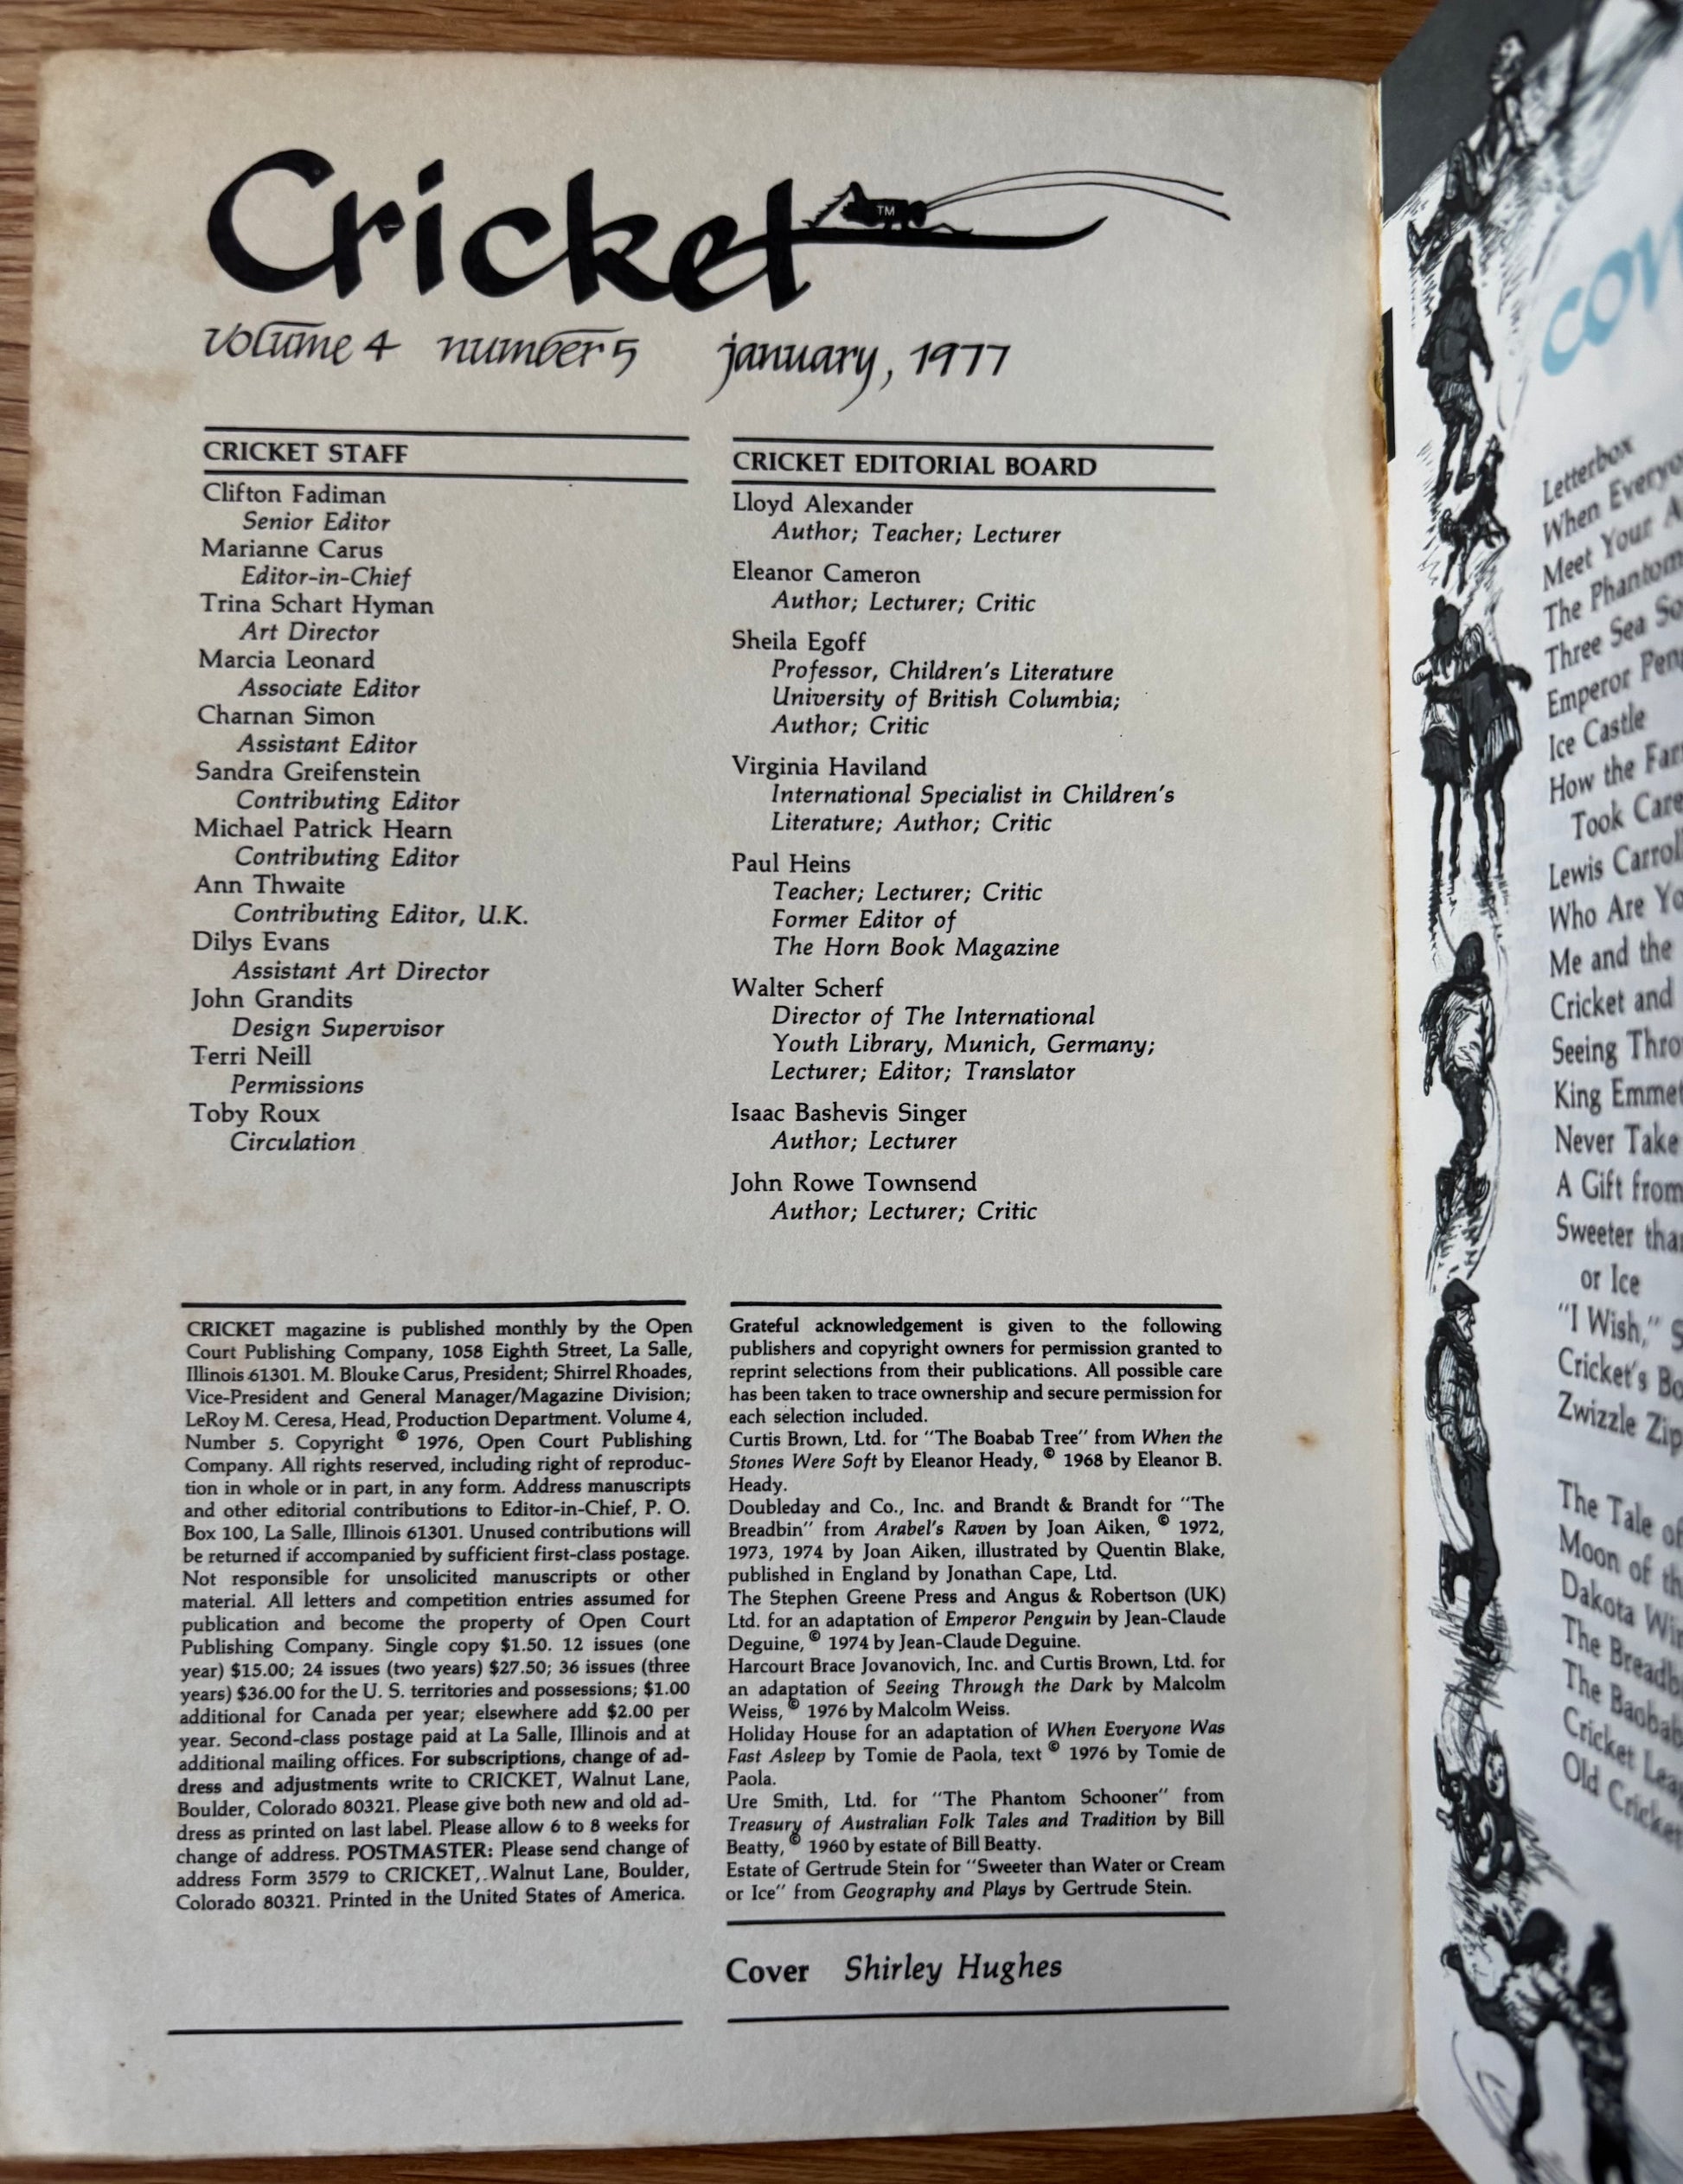 Cricket
TM
volume 4 number 5 january, 1977
CRICKET STAFF
Clifton Fadiman
Senior Editor
Marianne Carus
Editor-in-Chief
Trina Schart Hyman
Art Director
Marcia Leonard
Associate Editor
Charnan Simon
Assistant Editor
Sandra Greifenstein
Contributing Editor
Michael Patrick Hearn
Contributing Editor
Ann Thwaite
Contributing Editor, U.K.
Dilys Evans
Assistant Art Director
John Grandits
Design Supervisor
Terri Neill
Permissions
Toby Roux
Circulation
CRICKET EDITORIAL BOARD
Lloyd Alexander
Author; Teacher; Lecturer
Eleanor Cameron
Author; Lecturer; Critic
Sheila Egoff
Professor, Children's Literature
University of British Columbia;
Author; Critic
Virginia Haviland
International Specialist in Children's
Literature; Author; Critic
Paul Heins
Teacher; Lecturer; Critic
Former Editor of
The Horn Book Magazine
Walter Scherf
Director of The International
Youth Library, Munich, Germany;
Lecturer; Editor; Translator
Isaac Bashevis Singer
Author; Lecturer
John Rowe Townsend
Author; Lecturer; Critic
CRICKET magazine is published monthly by the Open
Court Publishing Company, 1058 Eighth Street, La Salle,
Illinois 61301. M. Blouke Carus, President; Shirrel Rhoades,
Vice-President and General Manager/Magazine Division;
LeRoy M. Ceresa, Head, Production Department. Volume 4,
Number 5. Copyright © 1976, Open Court Publishing
Company. All rights reserved, including right of reproduc-
tion in whole or in part, in any form. Address manuscripts
and other editorial contributions to Editor-in-Chief, P. O.
Box 100, La Salle, Illinois 61301. Unused contributions will
be returned if accompanied by sufficient first-class postage.
Not responsible for unsolicited manuscripts or other
material. All letters and competition entries assumed for
publication and become the property of Open Court
Publishing Company. Single copy $1.50. 12 issues (one
year) $15.00; 24 issues (two years) $27.50; 36 issues (three
years) $36.00 for the U. S. territories and possessions; $1.00
additional for Canada per year; elsewhere add $2.00 per
year. Second-class postage paid at La Salle, Illinois and at
additional mailing offices. For subscriptions, change of ad-
dress and adjustments write to CRICKET, Walnut Lane,
Boulder, Colorado 80321. Please give both new and old ad-
dress as printed on last label. Please allow 6 to 8 weeks for
change of address. POSTMASTER: Please send change of
address Form 3579 to CRICKET, Walnut Lane, Boulder,
Colorado 80321. Printed in the United States of America.
Grateful acknowledgement is given to the following
publishers and copyright owners for permission granted to
reprint selections from their publications. All possible care
has been taken to trace ownership and secure permission for
each selection included.
Curtis Brown, Ltd. for "The Boabab Tree" from When the
Stones Were Soft by Eleanor Heady, © 1968 by Eleanor B.
Heady.
Doubleday and Co., Inc. and Brandt & Brandt for "The
Breadbin" from Arabel's Raven by Joan Aiken, © 1972,
1973, 1974 by Joan Aiken, illustrated by Quentin Blake,
published in England by Jonathan Cape, Ltd.
The Stephen Greene Press and Angus & Robertson (UK)
Ltd. for an adaptation of Emperor Penguin by Jean-Claude
Deguine, © 1974 by Jean-Claude Deguine.
Harcourt Brace Jovanovich, Inc. and Curtis Brown, Ltd. for
an adaptation of Seeing Through the Dark by Malcolm
Weiss, © 1976 by Malcolm Weiss.
Holiday House for an adaptation of When Everyone Was
Fast Asleep by Tomie de Paola, text © 1976 by Tomie de
Paola.
Ure Smith, Ltd. for "The Phantom Schooner" from
Treasury of Australian Folk Tales and Tradition by Bill
Beatty, © 1960 by estate of Bill Beatty.
Estate of Gertrude Stein for "Sweeter than Water or Cream
or Ice" from Geography and Plays by Gertrude Stein.
Cover Shirley Hughes
Letterbox
When
Meet Your
The Phantom
Three Sea
Emperor
Ice Castle
How the
Took Care
Lewis Carroll
Who Are
Me and the
Cricket and
Seeing
King
Never Take
A Gift from
Sweeter
or Ice
"I Wish,"
Cricket's
Zwizzle
The Tale of
Moon of
Dakota
The
The
Cricket
Old Cricket